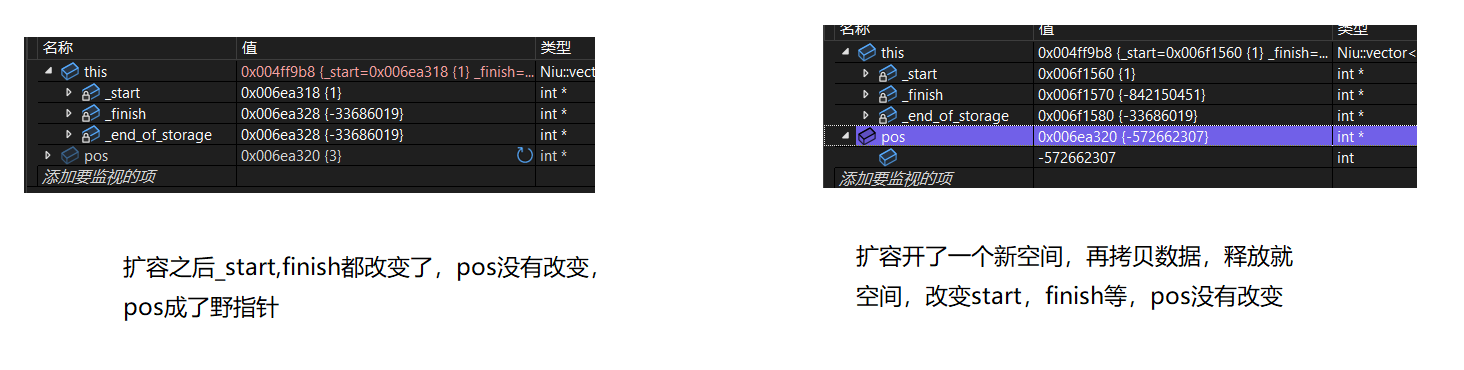 名称 值 类型
this 0x004ff9b8 {_start=0x006ea318 {1} _finish=... Niu::vect
_start 0x006ea318 {1} int *
_finish 0x006ea328 {-33686019} int *
_end_of_storage 0x006ea328 {-33686019} int *
pos 0x006ea320 {3} int *
添加要监视的项
扩容之后_start,finish都改变了，pos没有改变，
pos成了野指针
名称 值 类型
this 0x004ff9b8 {_start=0x006f1560 {1} _finish=... Niu::vector<
_start 0x006f1560 {1} int *
_finish 0x006f1570 {-842150451} int *
_end_of_storage 0x006f1580 {-33686019} int *
pos 0x006ea320 {-572662307} int *
-572662307 int
添加要监视的项
扩容开了一个新空间，再拷贝数据，释放就
空间，改变start，finish等，pos没有改变